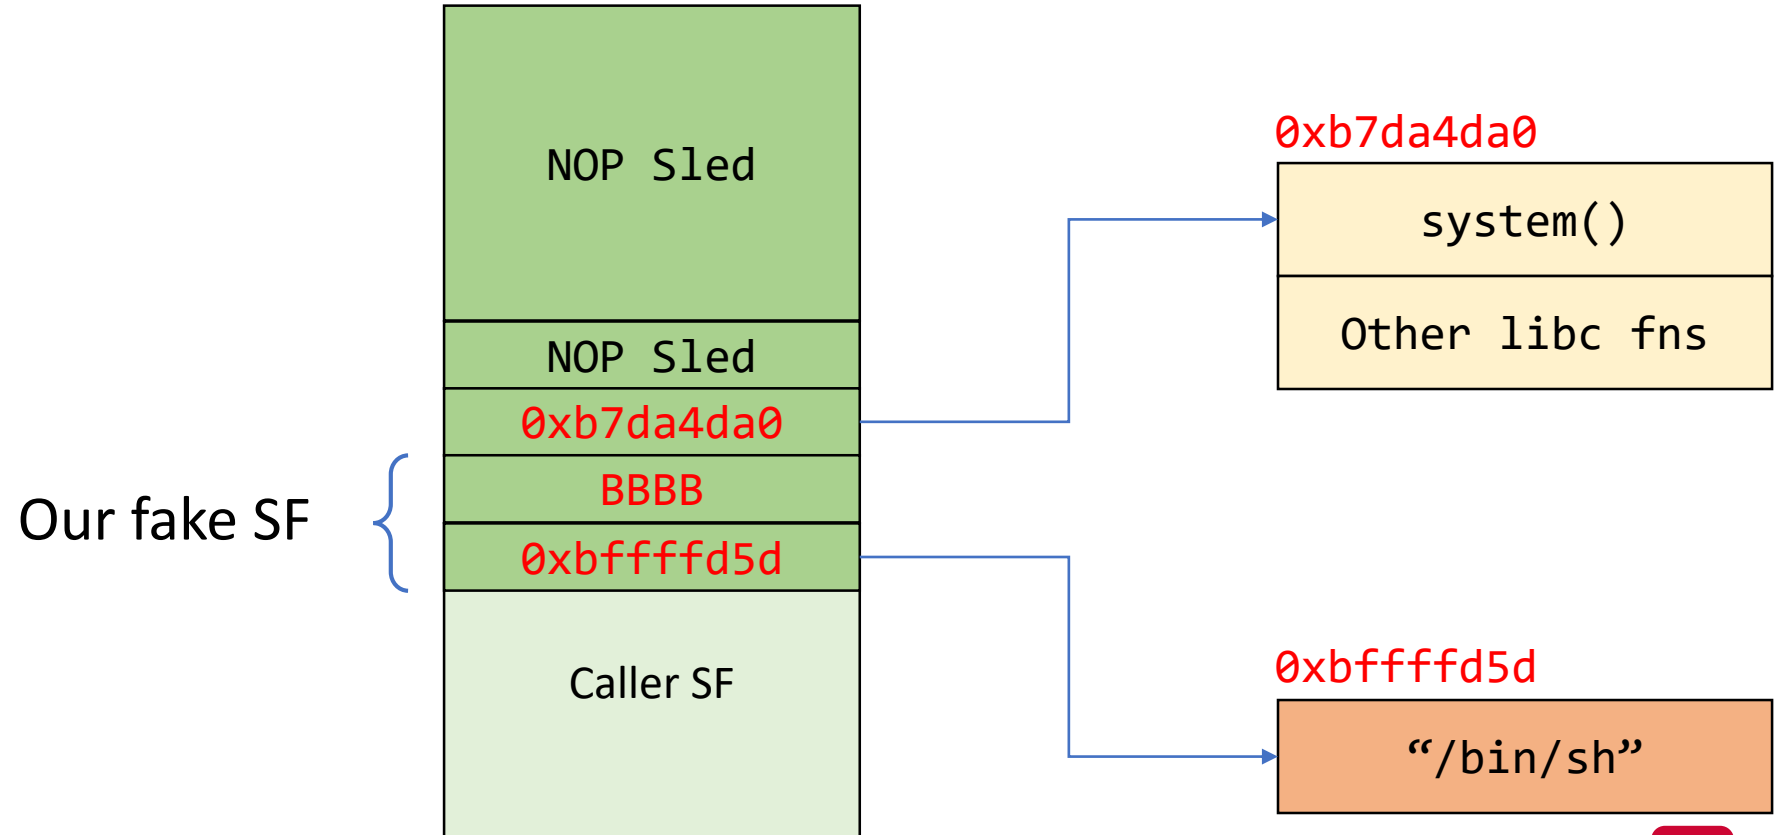 NOP Sled
NOP Sled
0xb7da4da0
BBBB
0xbffffd5d
Caller SF
Our fake SF
0xb7da4da0
system()
Other libc fns
0xbffffd5d
“/bin/sh”